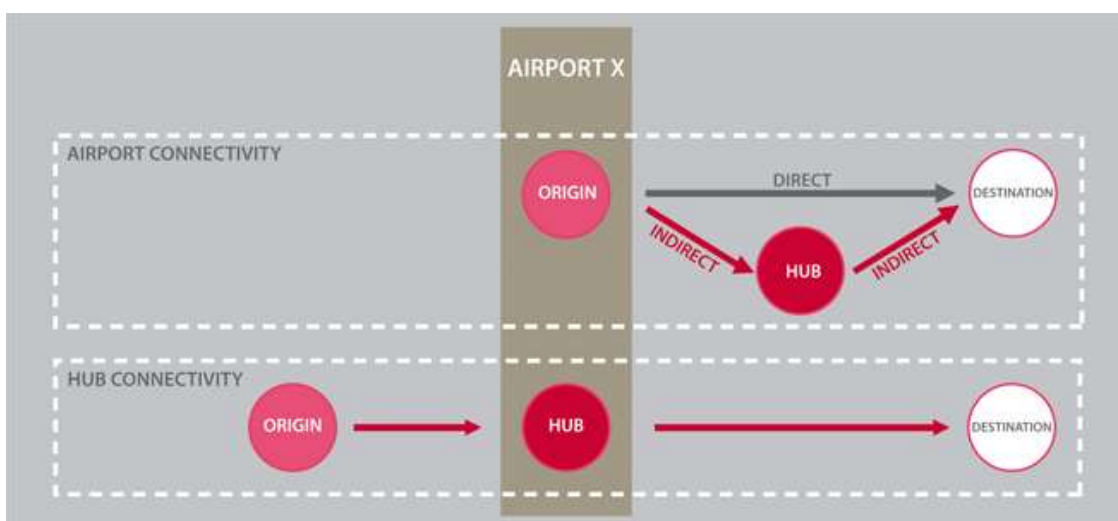 AIRPORT X
AIRPORT CONNECTIVITY
ORIGIN
DIRECT
DESTINATION
INDIRECT
HUB
INDIRECT
HUB CONNECTIVITY
ORIGIN
HUB
DESTINATION